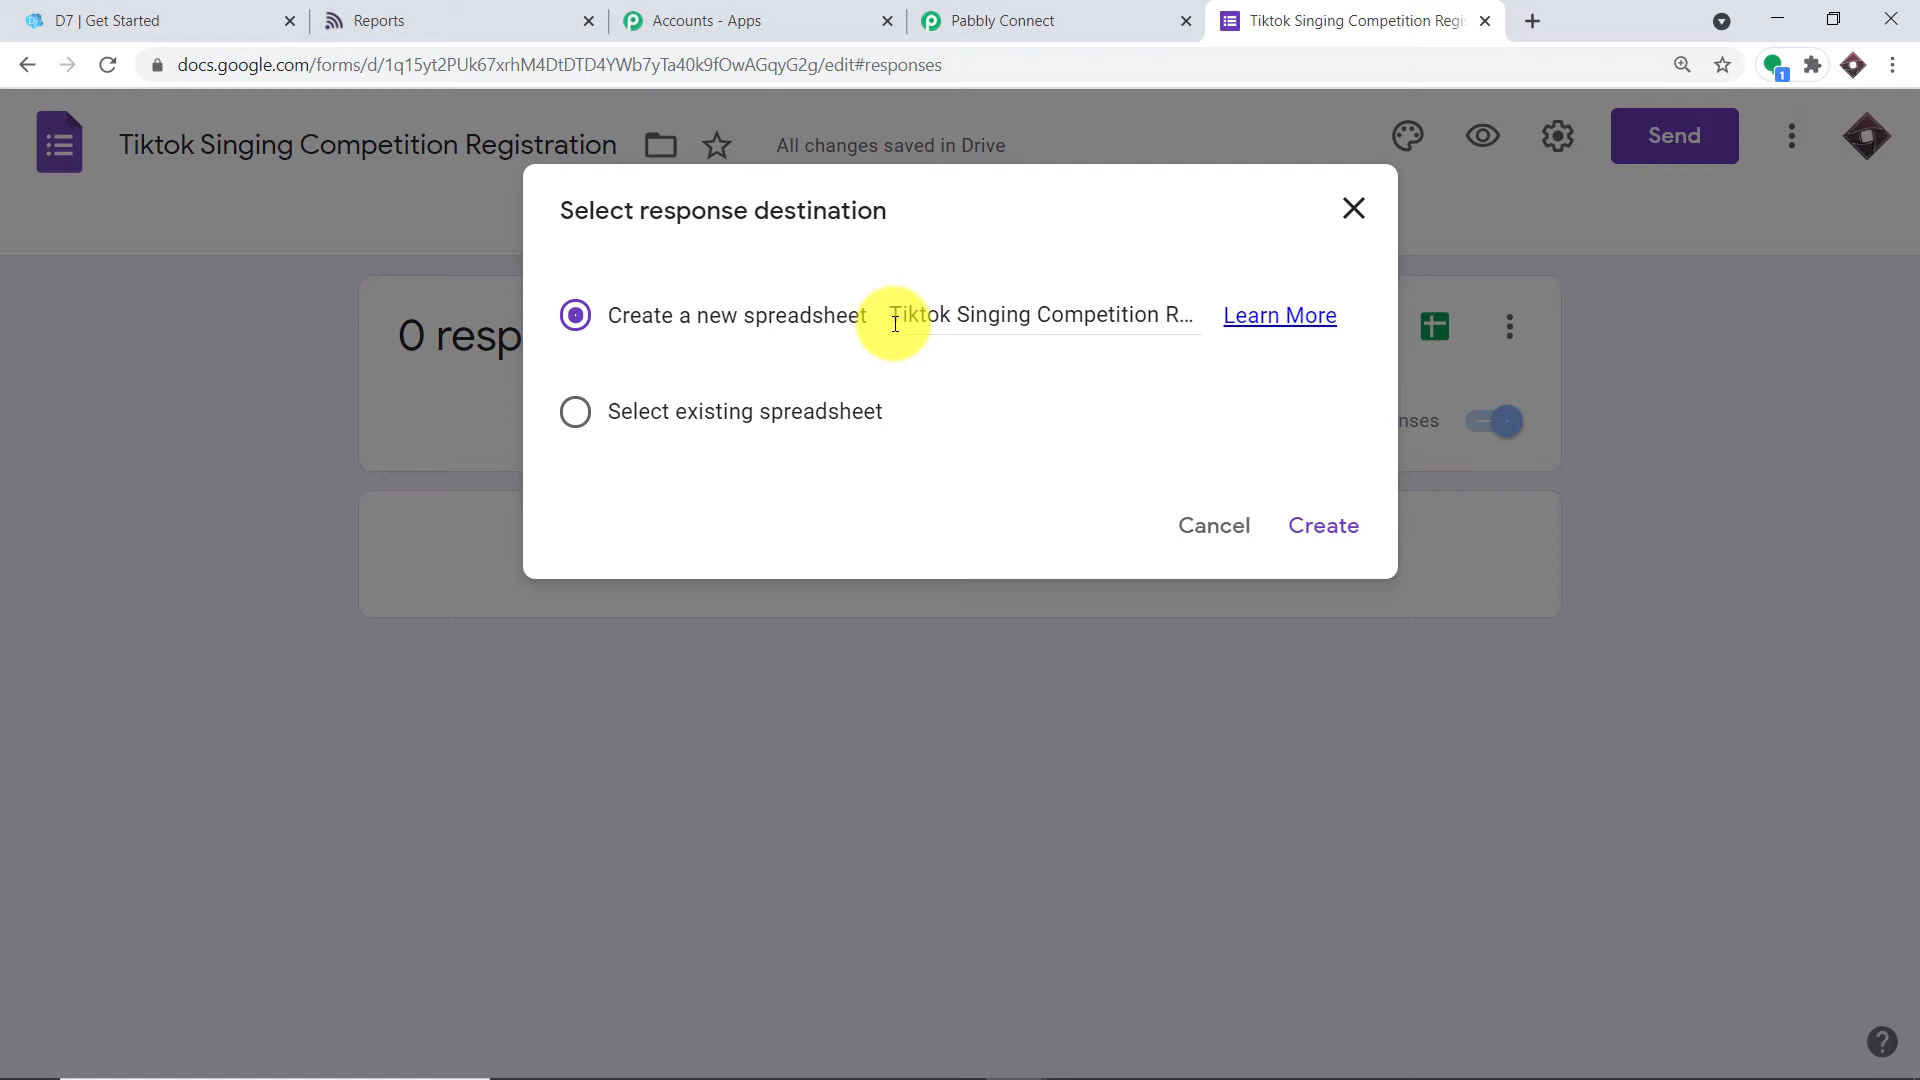 D7 | Get Started
Reports
Accounts - Apps
Pabbly Connect
Tiktok Singing Competition Regis
docs.google.com/forms/d/1q15yt2PUk67xrhM4DtDTD4YWb7yTa40k9fOwAGqyG2g/edit#responses
1
Tiktok Singing Competition Registration
All changes saved in Drive
Send
Select response destination
Create a new spreadsheet
Tiktok Singing Competition R...
Learn More
0 resp
Select existing spreadsheet
nses
Cancel
Create